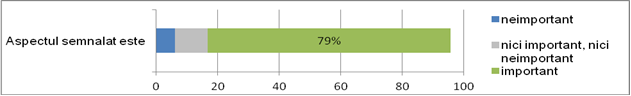 neimportant
Aspectul semnalat este
79%
nici important, nici
neimportant
important
0 20 40 60 80 100